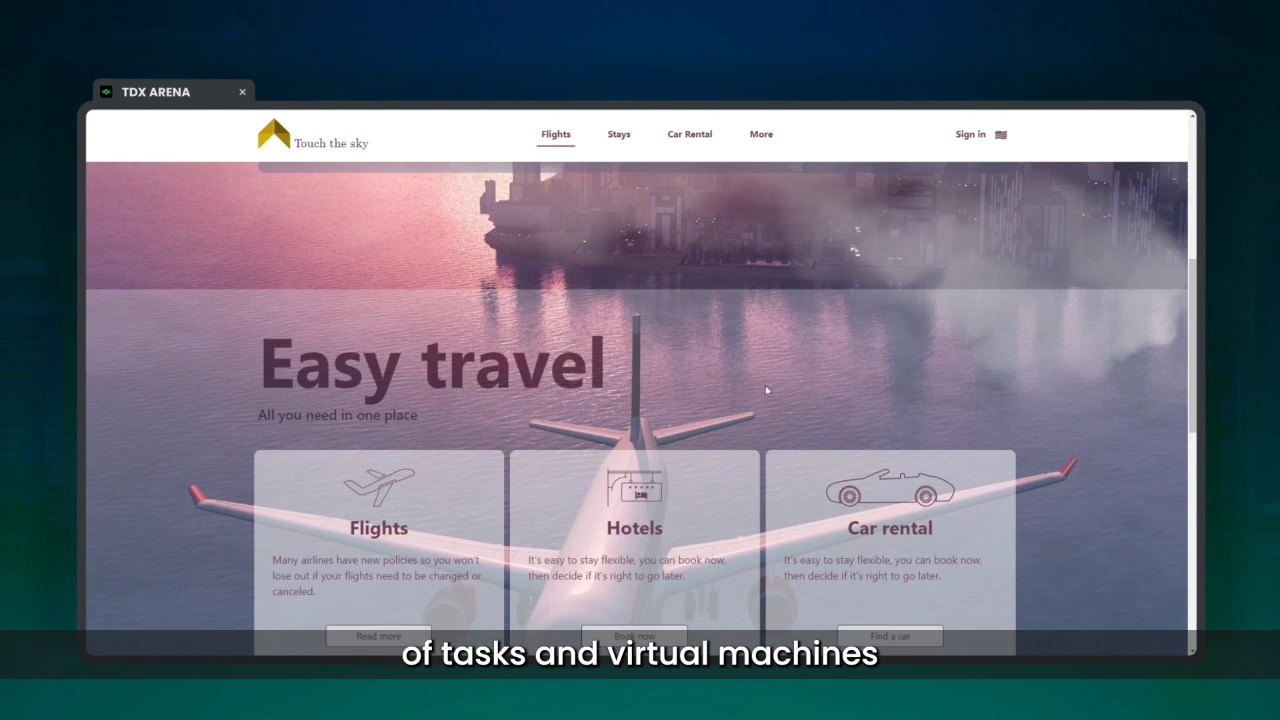 TDX ARENA
Touch the sky
Flights
Stays
Car Rental
More
Sign in
Easy travel
All you need in one place
Flights
Many airlines have new policies so you won't
lose out if your flights need to be changed or
canceled.
Read more
Hotels
It's easy to stay flexible, you can book now,
then decide if it's right to go later.
Book now
Car rental
It's easy to stay flexible, you can book now,
then decide if it's right to go later.
Find a car
of tasks and virtual machines